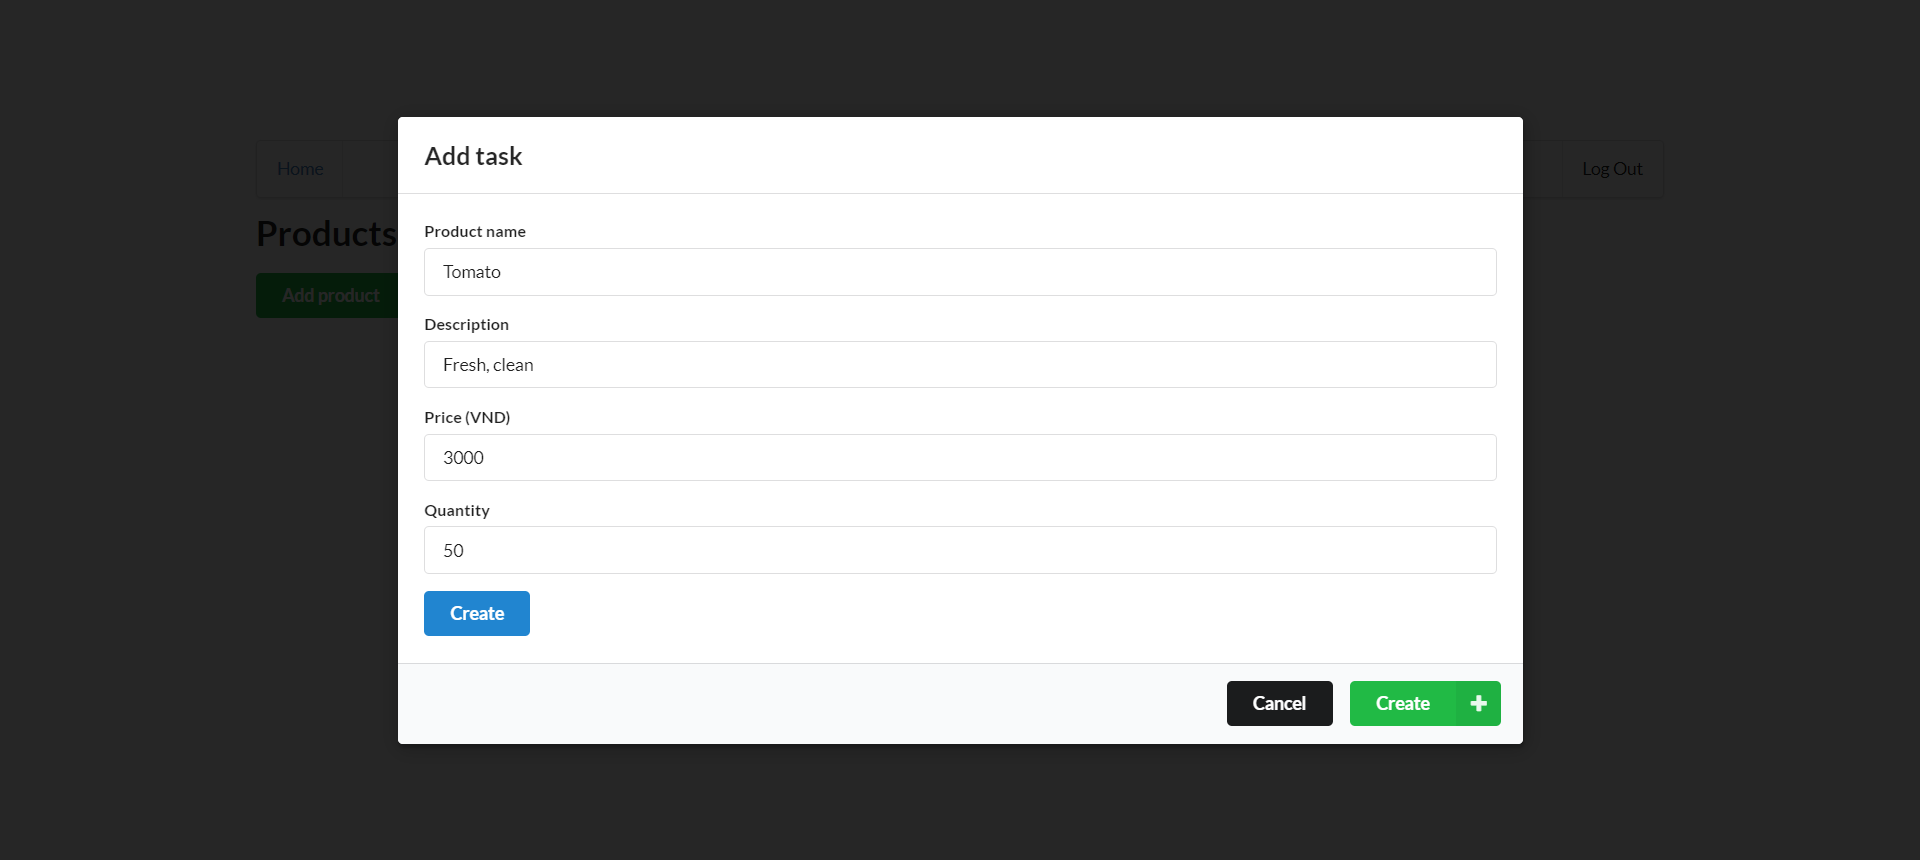 Home
Log Out
Products
Add product
Add task
Product name
Tomato
Description
Fresh, clean
Price (VND)
3000
Quantity
50
Create
Cancel
Create